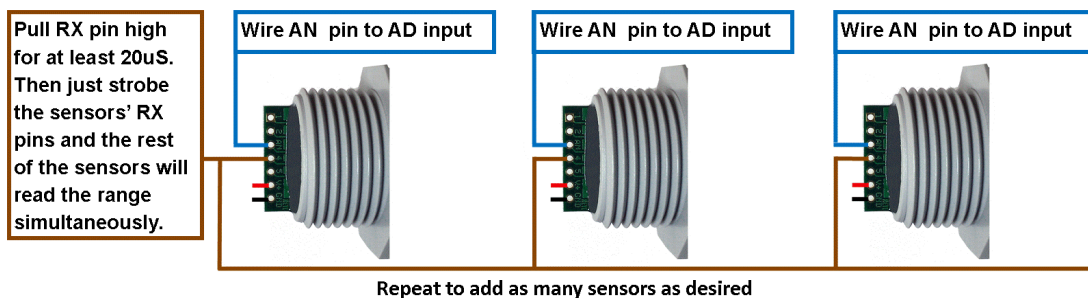 Pull RX pin high
for at least 20uS.
Then just strobe
the sensors' RX
pins and the rest
of the sensors will
read the range
simultaneously.
Wire AN pin to AD input
Wire AN pin to AD input
Wire AN pin to AD input
Repeat to add as many sensors as desired